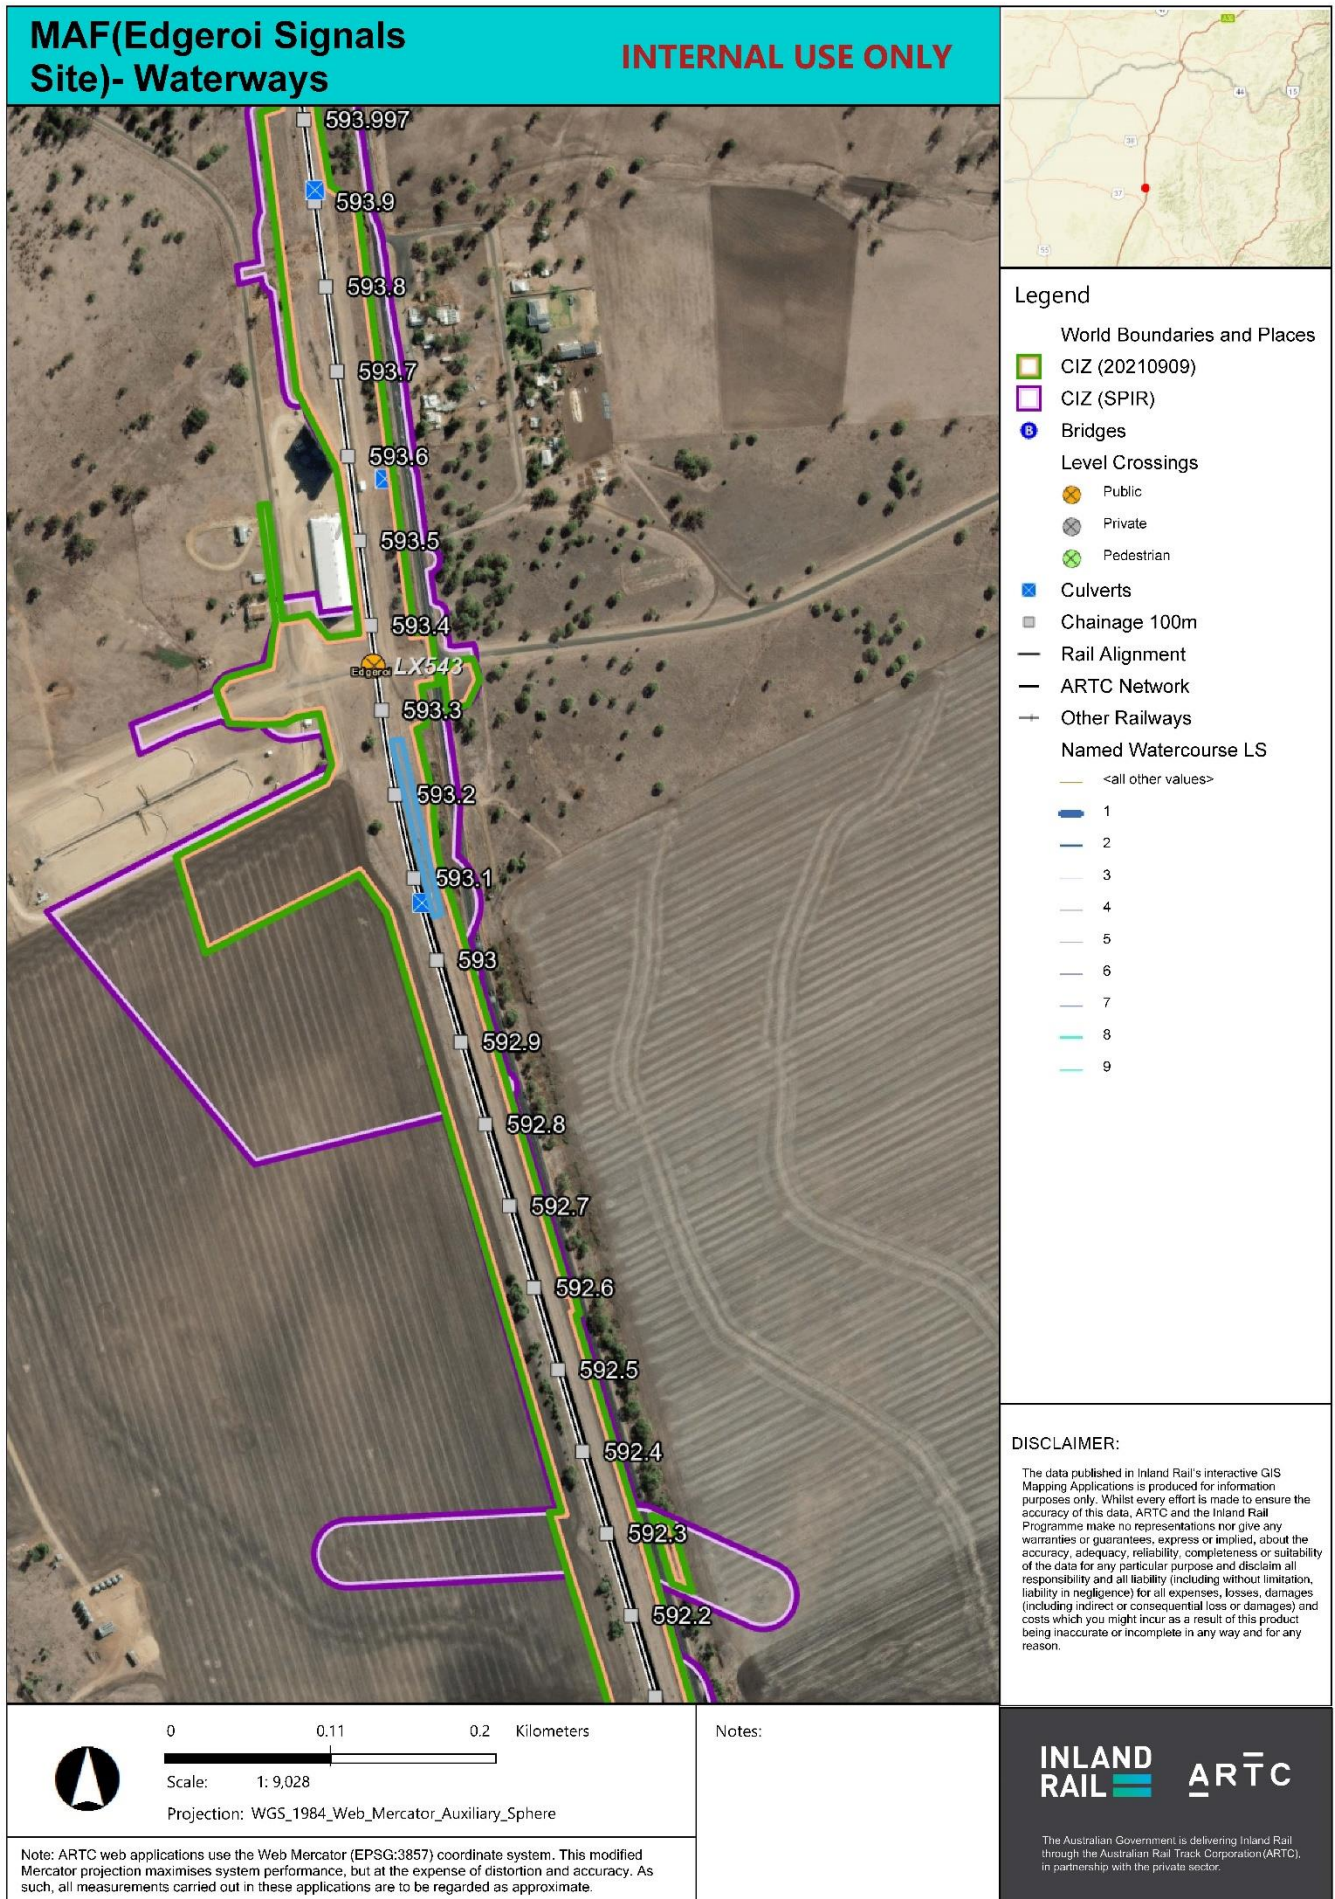 MAF(Edgeroi Signals
Site)- Waterways
INTERNAL USE ONLY
593.997
593.9
593.8
593.7
593.6
593.5
593.4
Edgeroi
LX543
593.3
593.2
593.1
593
592.9
592.8
592.7
592.6
592.5
592.4
592.3
592.2
44
15
38
37
55
Legend
World Boundaries and Places
CIZ (20210909)
CIZ (SPIR)
B Bridges
Level Crossings
Public
Private
Pedestrian
Culverts
Chainage 100m
Rail Alignment
ARTC Network
Other Railways
Named Watercourse LS
<all other values>
1
2
3
4
5
6
7
8
9
DISCLAIMER:
The data published in Inland Rail's interactive GIS
Mapping Applications is produced for information
purposes only. Whilst every effort is made to ensure the
accuracy of this data, ARTC and the Inland Rail
Programme make no representations nor give any
warranties or guarantees, express or implied, about the
accuracy, adequacy, reliability, completeness or suitability
of the data for any particular purpose and disclaim all
responsibility and all liability (including without limitation,
liability in negligence) for all expenses, losses, damages
(including indirect or consequential loss or damages) and
costs which you might incur as a result of this product
being inaccurate or incomplete in any way and for any
reason.
0 0.11 0.2 Kilometers
Scale: 1: 9,028
Projection: WGS_1984_Web_Mercator_Auxiliary_Sphere
Note: ARTC web applications use the Web Mercator (EPSG:3857) coordinate system. This modified
Mercator projection maximises system performance, but at the expense of distortion and accuracy. As
such, all measurements carried out in these applications are to be regarded as approximate.
Notes:
INLAND
RAIL
ARTC
The Australian Government is delivering Inland Rail
through the Australian Rail Track Corporation (ARTC),
in partnership with the private sector.